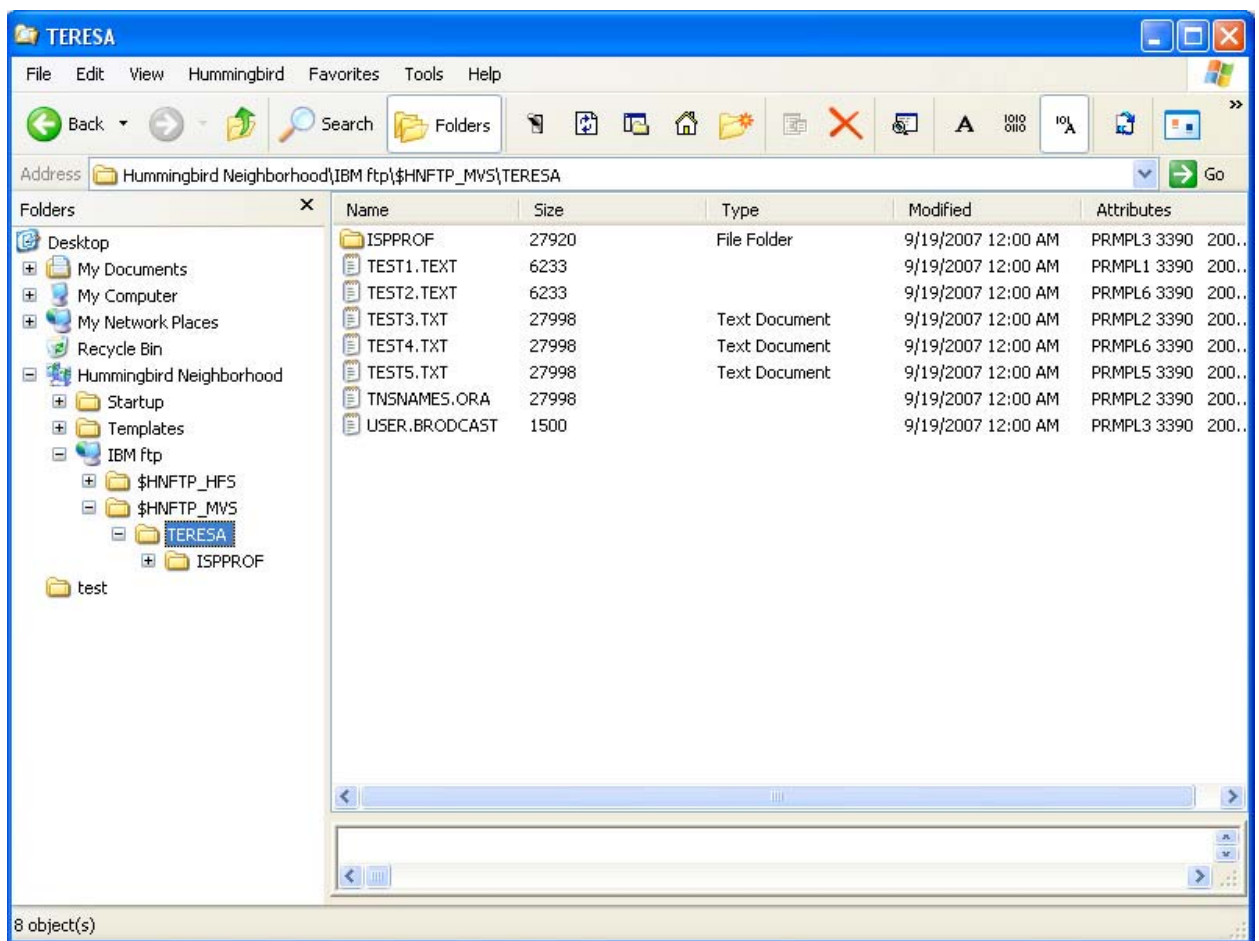 TERESA
File Edit View Hummingbird Favorites Tools Help
Back Search Folders A 1010 0110 101 A »
Address Hummingbird Neighborhood\IBM ftp\$HNFTP_MVS\TERESA Go
Folders x
Desktop
My Documents
My Computer
My Network Places
Recycle Bin
Hummingbird Neighborhood
Startup
Templates
IBM ftp
$HNFTP_HFS
$HNFTP_MVS
TERESA
ISPPROF
test
Name Size Type Modified Attributes
ISPPROF 27920 File Folder 9/19/2007 12:00 AM PRMPL3 3390 200...
TEST1.TEXT 6233 9/19/2007 12:00 AM PRMPL1 3390 200...
TEST2.TEXT 6233 9/19/2007 12:00 AM PRMPL6 3390 200...
TEST3.TXT 27998 Text Document 9/19/2007 12:00 AM PRMPL2 3390 200...
TEST4.TXT 27998 Text Document 9/19/2007 12:00 AM PRMPL6 3390 200...
TEST5.TXT 27998 Text Document 9/19/2007 12:00 AM PRMPL5 3390 200...
TNSNAMES.ORA 27998 9/19/2007 12:00 AM PRMPL2 3390 200...
USER.BRODCAST 1500 9/19/2007 12:00 AM PRMPL3 3390 200...
8 object(s)